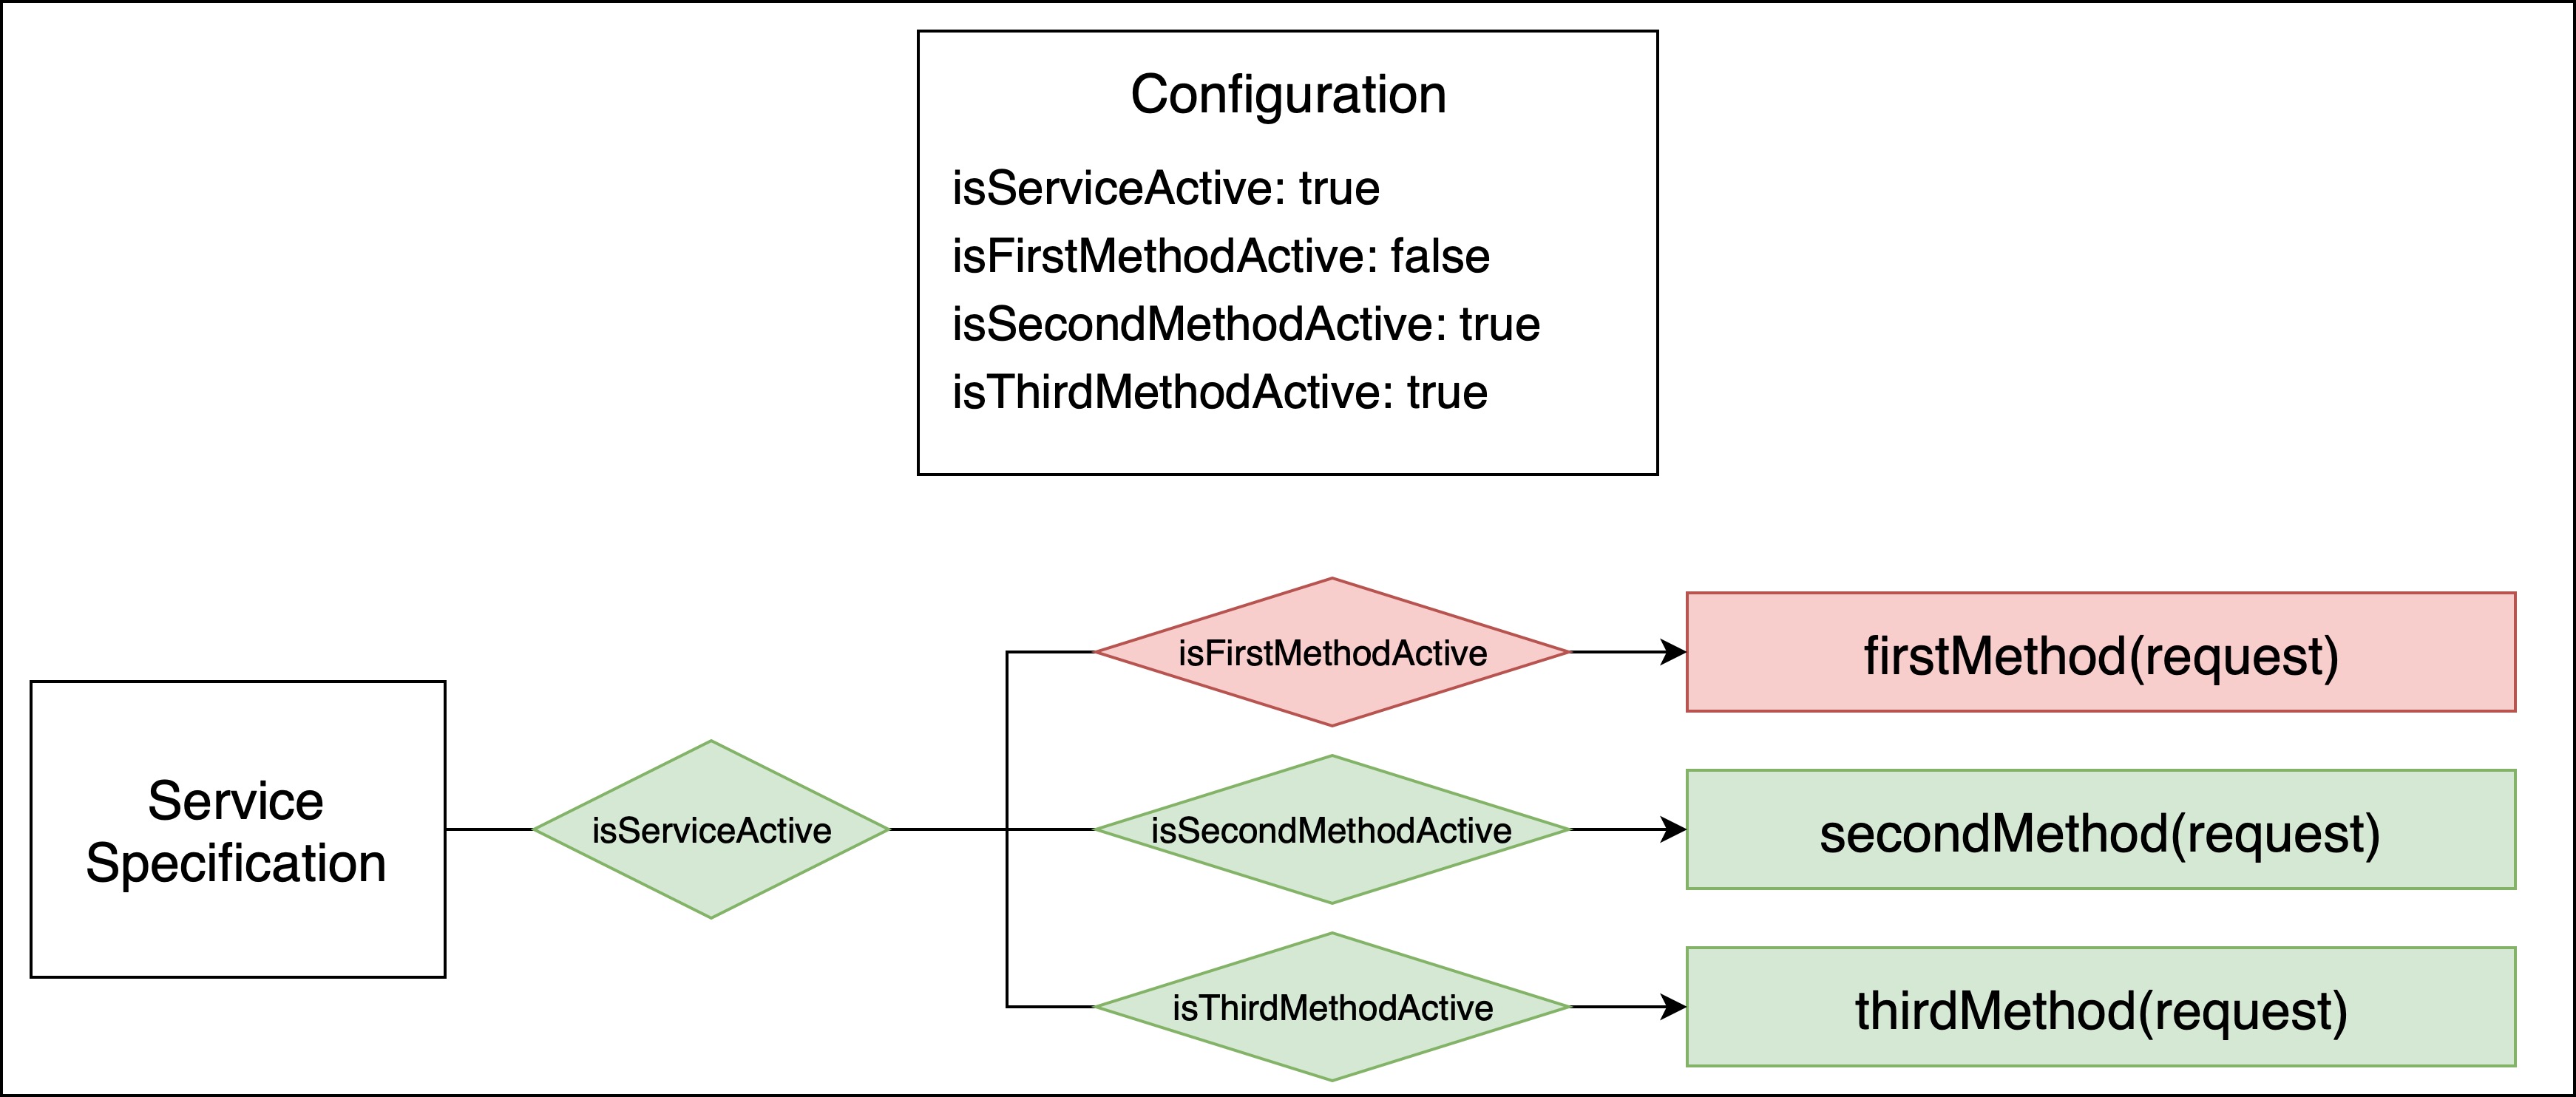 Configuration
isServiceActive: true
isFirstMethodActive: false
isSecondMethodActive: true
isThirdMethodActive: true
Service
Specification
isServiceActive
isFirstMethodActive
firstMethod(request)
isSecondMethodActive
secondMethod(request)
isThirdMethodActive
thirdMethod(request)